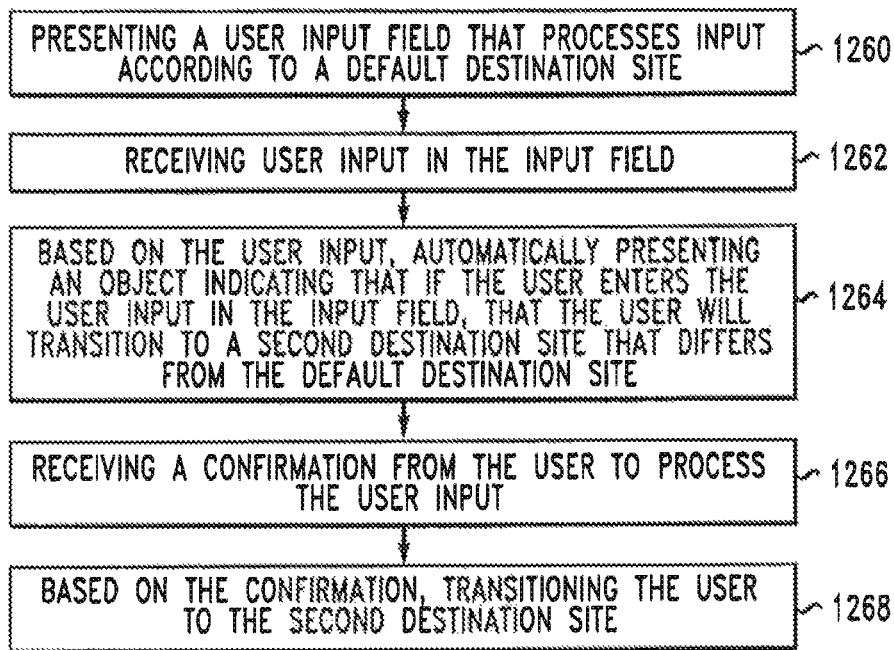 PRESENTING A USER INPUT FIELD THAT PROCESSES INPUT
ACCORDING TO A DEFAULT DESTINATION SITE
1260
RECEIVING USER INPUT IN THE INPUT FIELD
1262
BASED ON THE USER INPUT, AUTOMATICALLY PRESENTING
AN OBJECT INDICATING THAT IF THE USER ENTERS THE
USER INPUT IN THE INPUT FIELD, THAT THE USER WILL
TRANSITION TO A SECOND DESTINATION SITE THAT DIFFERS
FROM THE DEFAULT DESTINATION SITE
1264
RECEIVING A CONFIRMATION FROM THE USER TO PROCESS
THE USER INPUT
1266
BASED ON THE CONFIRMATION, TRANSITIONING THE USER
TO THE SECOND DESTINATION SITE
1268